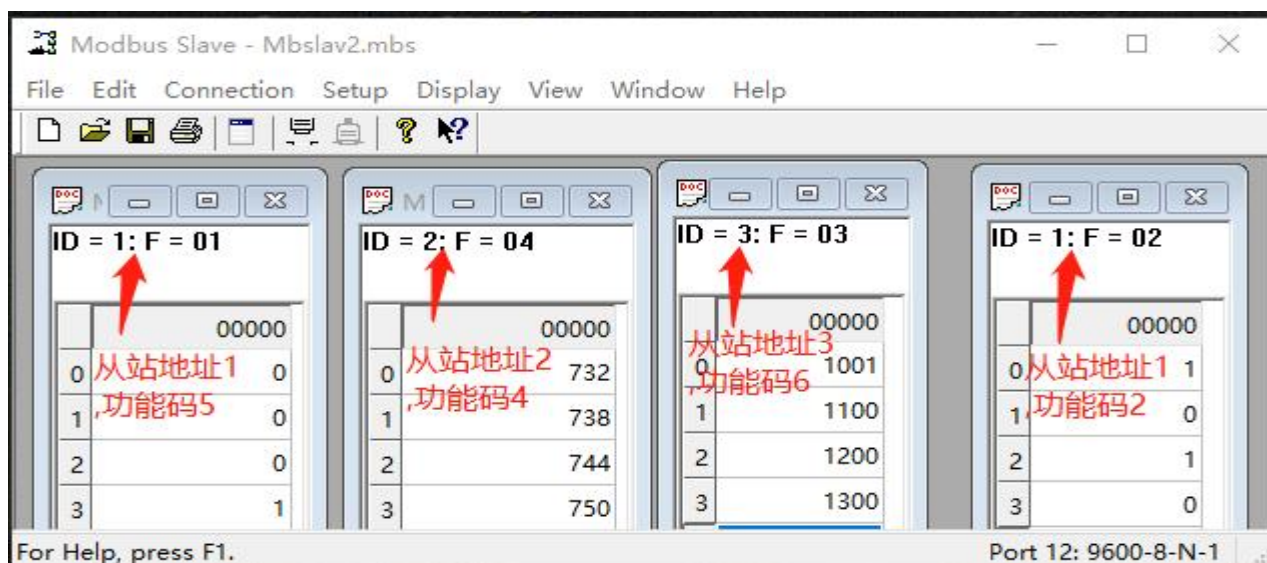 Modbus Slave - Mbslav2.mbs
File Edit Connection Setup Display View Window Help
ID = 1: F = 01
00000
从站地址1
,功能码5
0 0
1 0
2 0
3 1
M
ID = 2: F = 04
00000
从站地址2
,功能码4
0 732
1 738
2 744
3 750
ID = 3: F = 03
00000
从站地址3
,功能码6
0 1001
1 1100
2 1200
3 1300
ID = 1: F = 02
00000
从站地址1
,功能码2
0 1
1 0
2 1
3 0
For Help, press F1.
Port 12: 9600-8-N-1